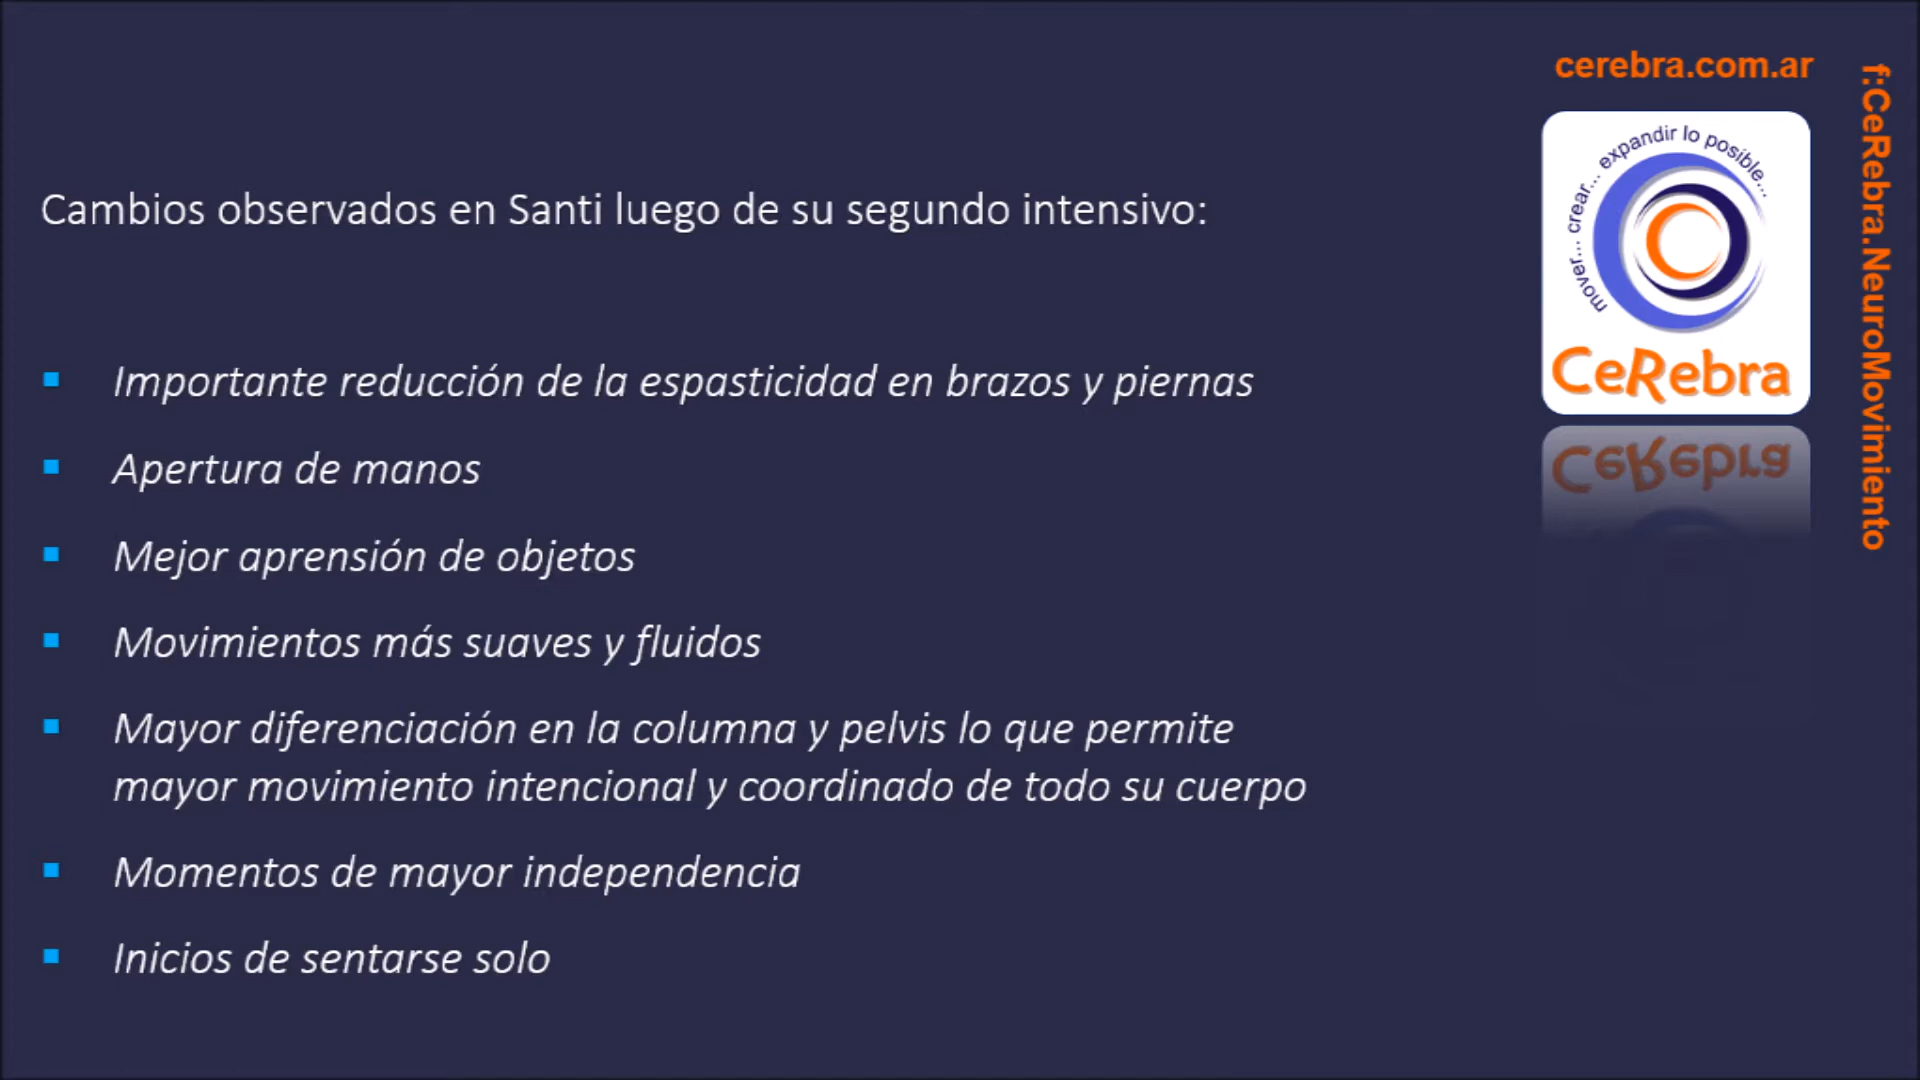 cerebra.com.ar
f:CeRebra.NeuroMovimiento
mover... crear... expandir lo posible...
CeRebra
Cambios observados en Santi luego de su segundo intensivo:
Importante reducción de la espasticidad en brazos y piernas
Apertura de manos
Mejor aprensión de objetos
Movimientos más suaves y fluidos
Mayor diferenciación en la columna y pelvis lo que permite
mayor movimiento intencional y coordinado de todo su cuerpo
Momentos de mayor independencia
Inicios de sentarse solo